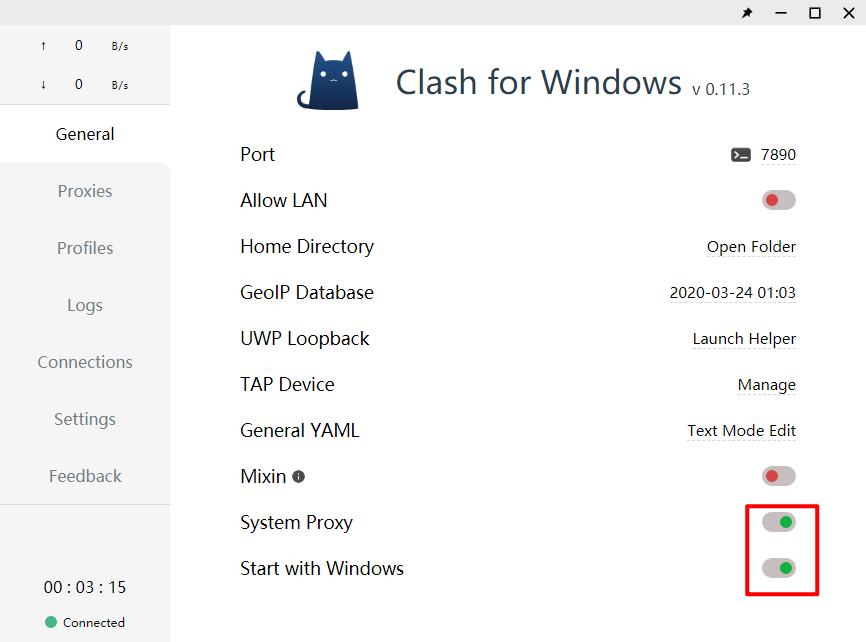 ↑ 0 B/s
↓ 0 B/s
General
Proxies
Profiles
Logs
Connections
Settings
Feedback
00 : 03 : 15
Connected
Clash for Windows v 0.11.3
Port 7890
Allow LAN
Home Directory Open Folder
GeoIP Database 2020-03-24 01:03
UWP Loopback Launch Helper
TAP Device Manage
General YAML Text Mode Edit
Mixin
System Proxy
Start with Windows